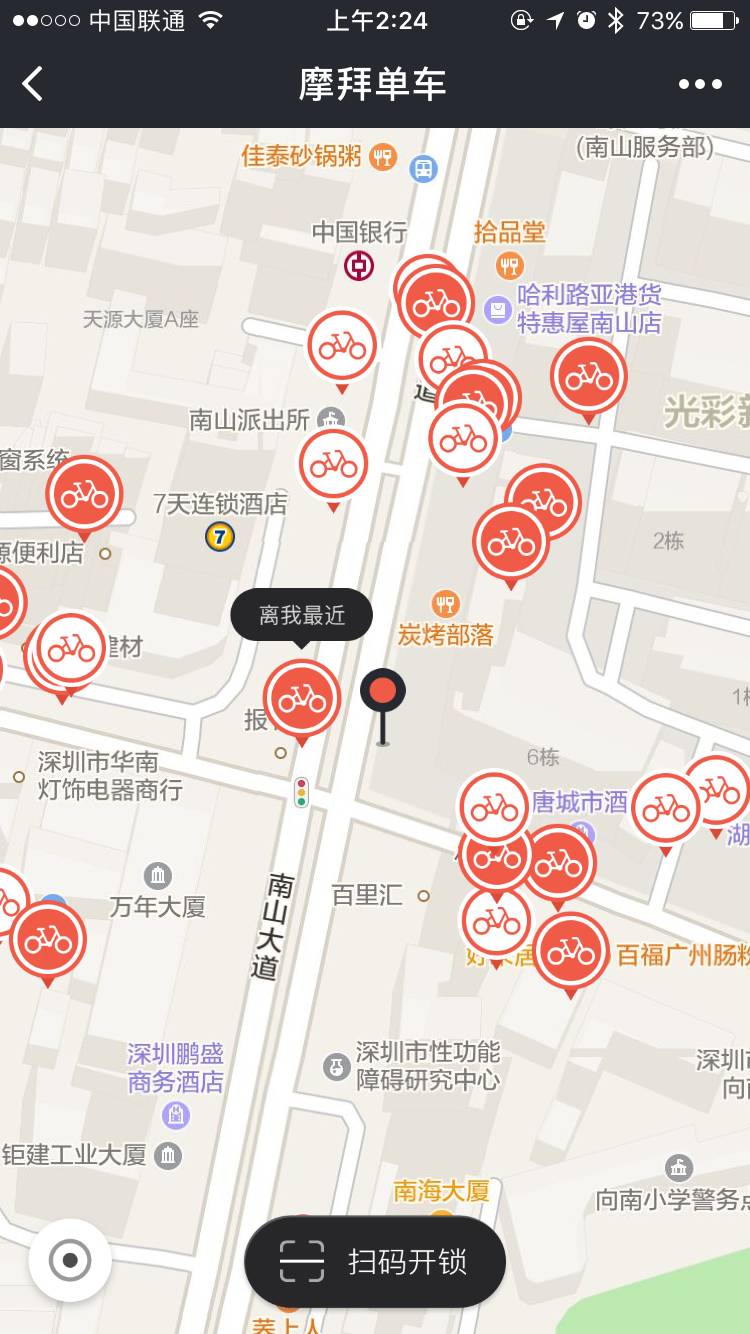 中国联通
上午2:24
73%
摩拜单车
(南山服务部)
佳泰砂锅粥
中国银行
拾品堂
哈利路亚港货
特惠屋南山店
天源大厦A座
道
光彩新
南山派出所
窗系统
7天连锁酒店
7
2栋
源便利店
离我最近
炭烤部落
建材
1栋
报
6栋
深圳市华南
灯饰电器商行
唐城市酒
湖
万年大厦
百里汇
南山大道
百福广州肠粉
深圳鹏盛
商务酒店
深圳市性功能
障碍研究中心
深圳市
向南
钜建工业大厦
南海大厦
向南小学警务点
扫码开锁